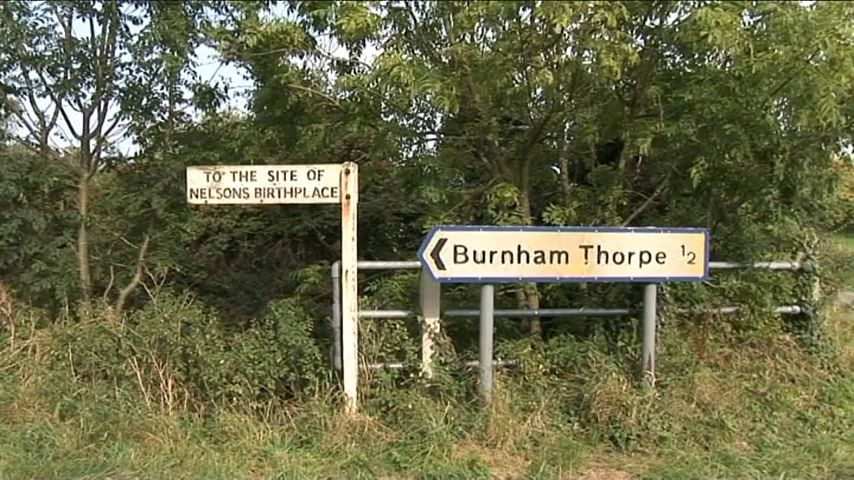 TO THE SITE OF
NELSONS BIRTHPLACE
Burnham Thorpe ½